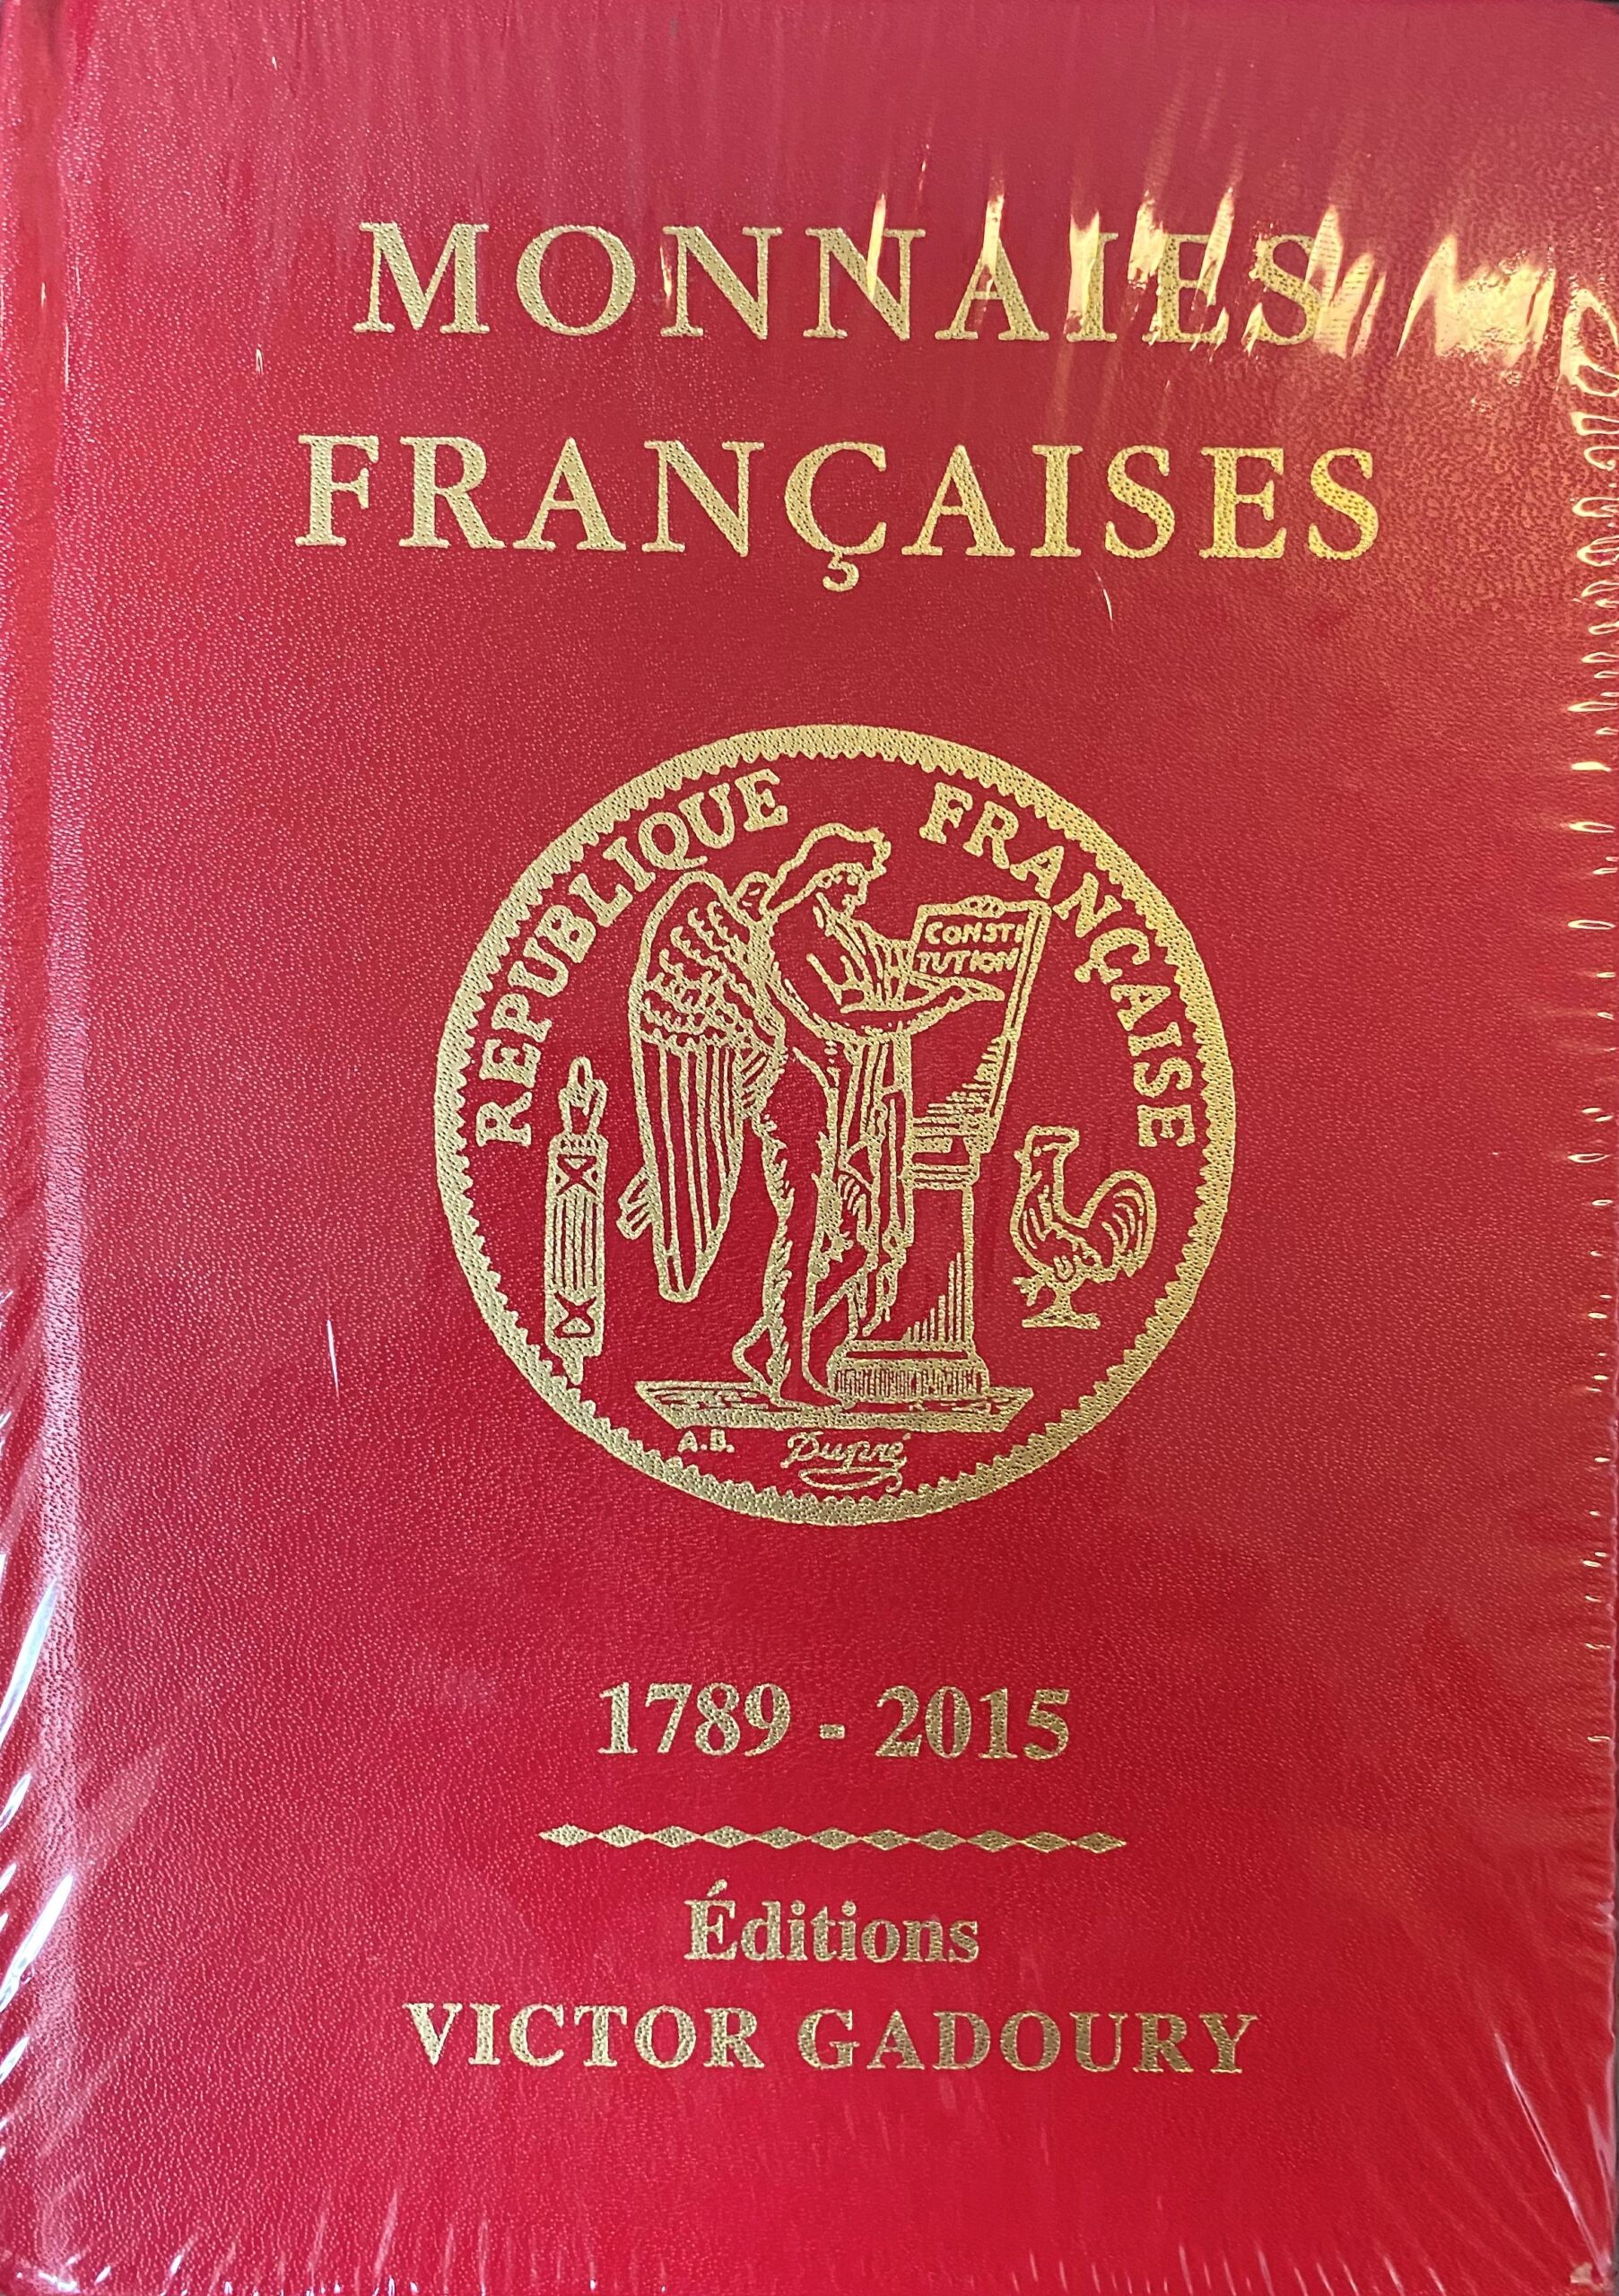 MONNAIES
FRANÇAISES
REPUBLIQUE FRANÇAISE
CONSTI
TUTION
A.B. Dupré
1789 - 2015
Éditions
VICTOR GADOURY